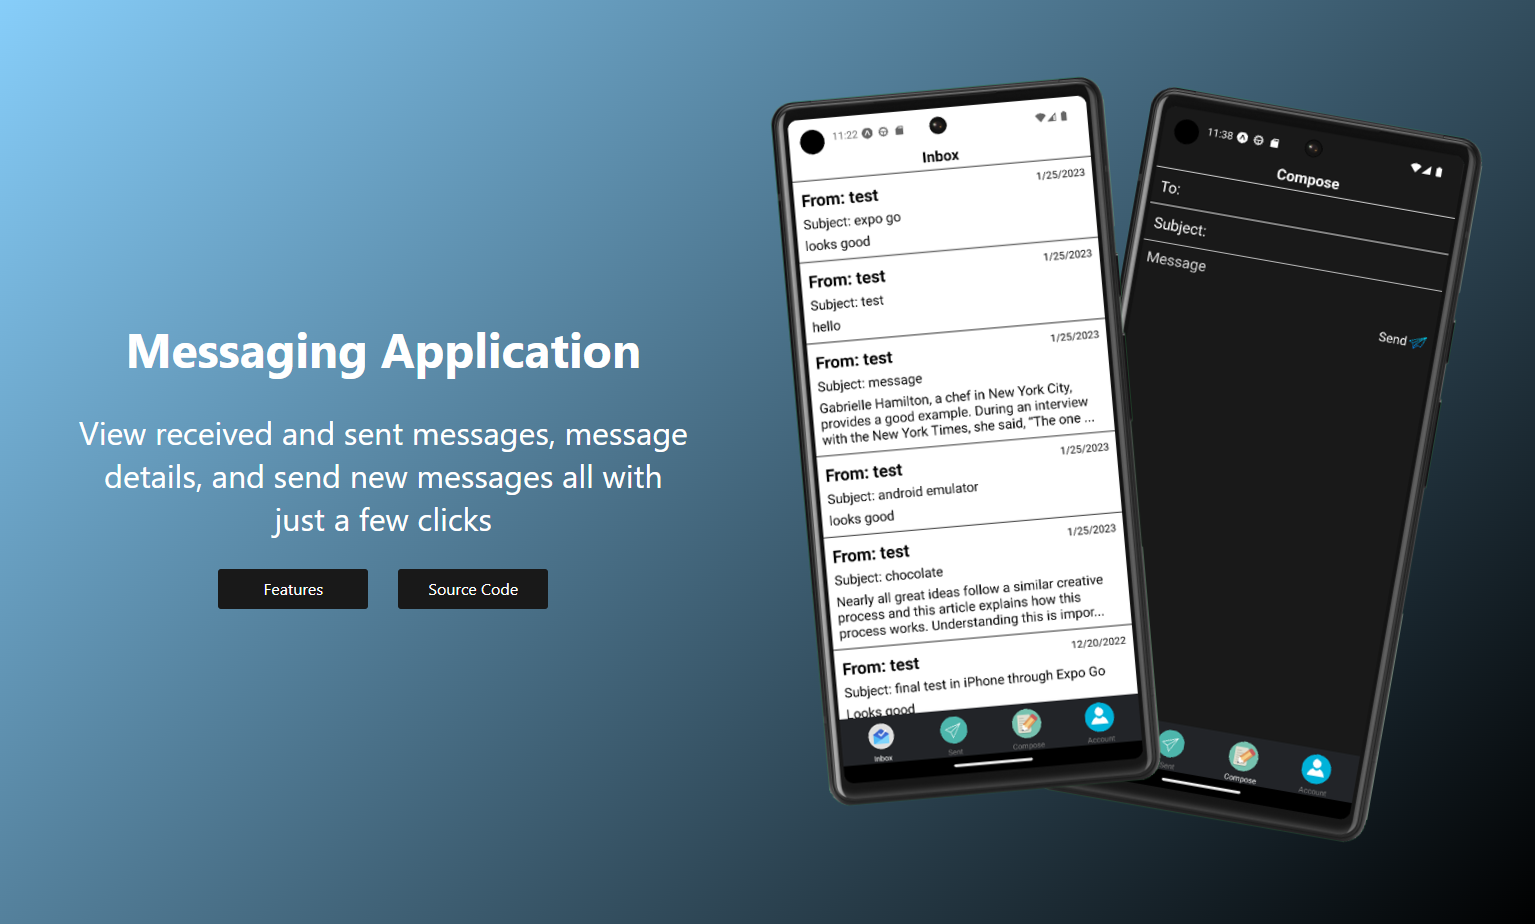 Messaging Application
View received and sent messages, message
details, and send new messages all with
just a few clicks
Features
Source Code
11:22
Inbox
1/25/2023
From: test
Subject: expo go
looks good
1/25/2023
From: test
Subject: test
hello
1/25/2023
From: test
Subject: message
Gabrielle Hamilton, a chef in New York City,
provides a good example. During an interview
with the New York Times, she said, “The one ...
1/25/2023
From: test
Subject: android emulator
looks good
1/25/2023
From: test
Subject: chocolate
Nearly all great ideas follow a similar creative
process and this article explains how this
process works. Understanding this is impor...
12/20/2022
From: test
Subject: final test in iPhone through Expo Go
Looks good
Inbox
Sent
Compose
Account
11:38
Compose
To:
Subject:
Message
Send
Sent
Compose
Account